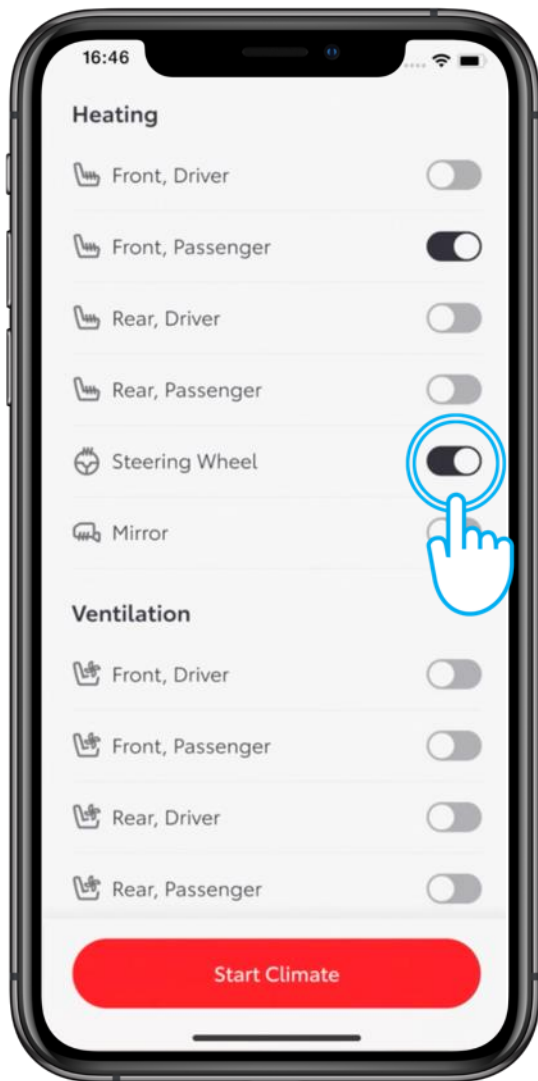 16:46
Heating
Front, Driver
Front, Passenger
Rear, Driver
Rear, Passenger
Steering Wheel
Mirror
Ventilation
Front, Driver
Front, Passenger
Rear, Driver
Rear, Passenger
Start Climate